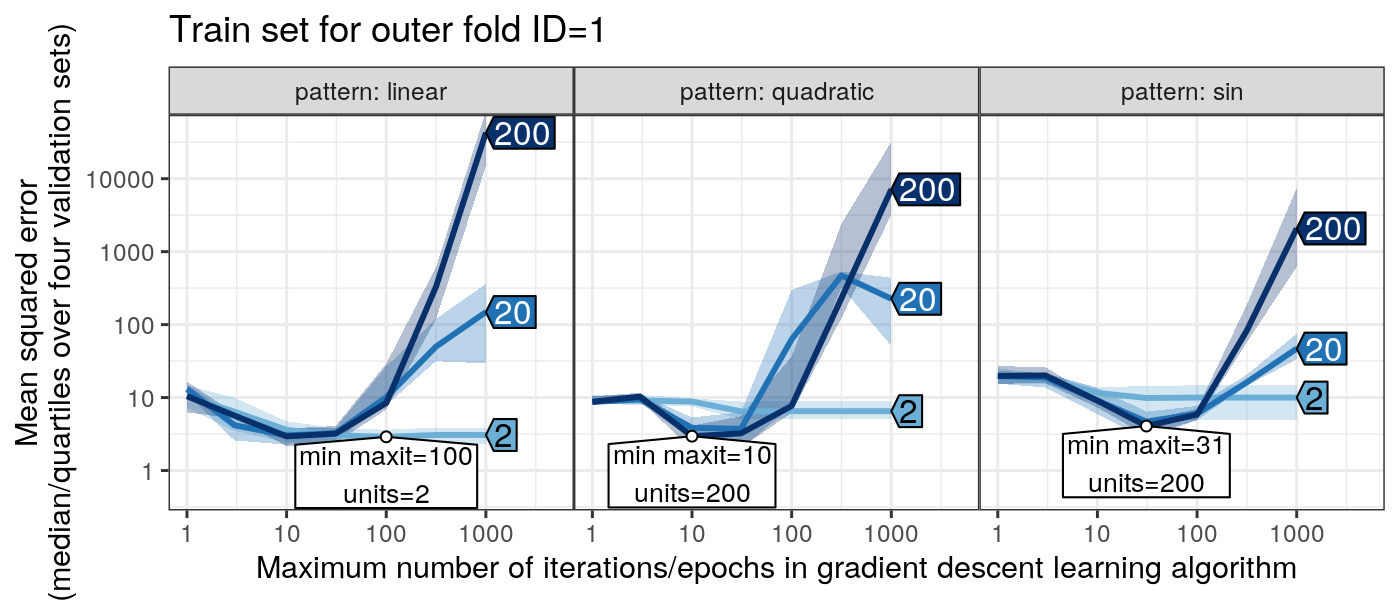 Train set for outer fold ID=1
Mean squared error
(median/quartiles over four validation sets)
pattern: linear
pattern: quadratic
pattern: sin
10000
1000
100
10
1
200
20
2
min maxit=100
units=2
200
20
2
min maxit=10
units=200
200
20
2
min maxit=31
units=200
1 10 100 1000
1 10 100 1000
1 10 100 1000
Maximum number of iterations/epochs in gradient descent learning algorithm